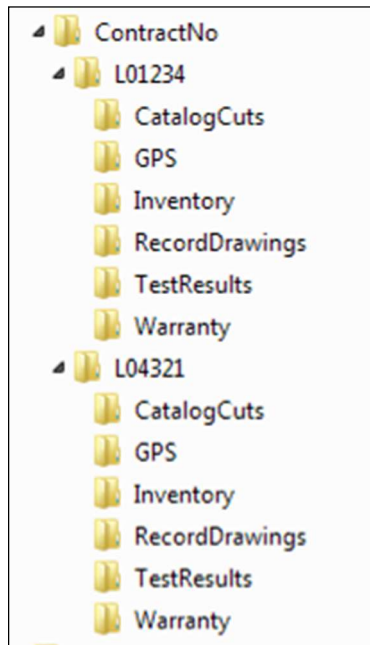 ContractNo
L01234
CatalogCuts
GPS
Inventory
RecordDrawings
TestResults
Warranty
L04321
CatalogCuts
GPS
Inventory
RecordDrawings
TestResults
Warranty